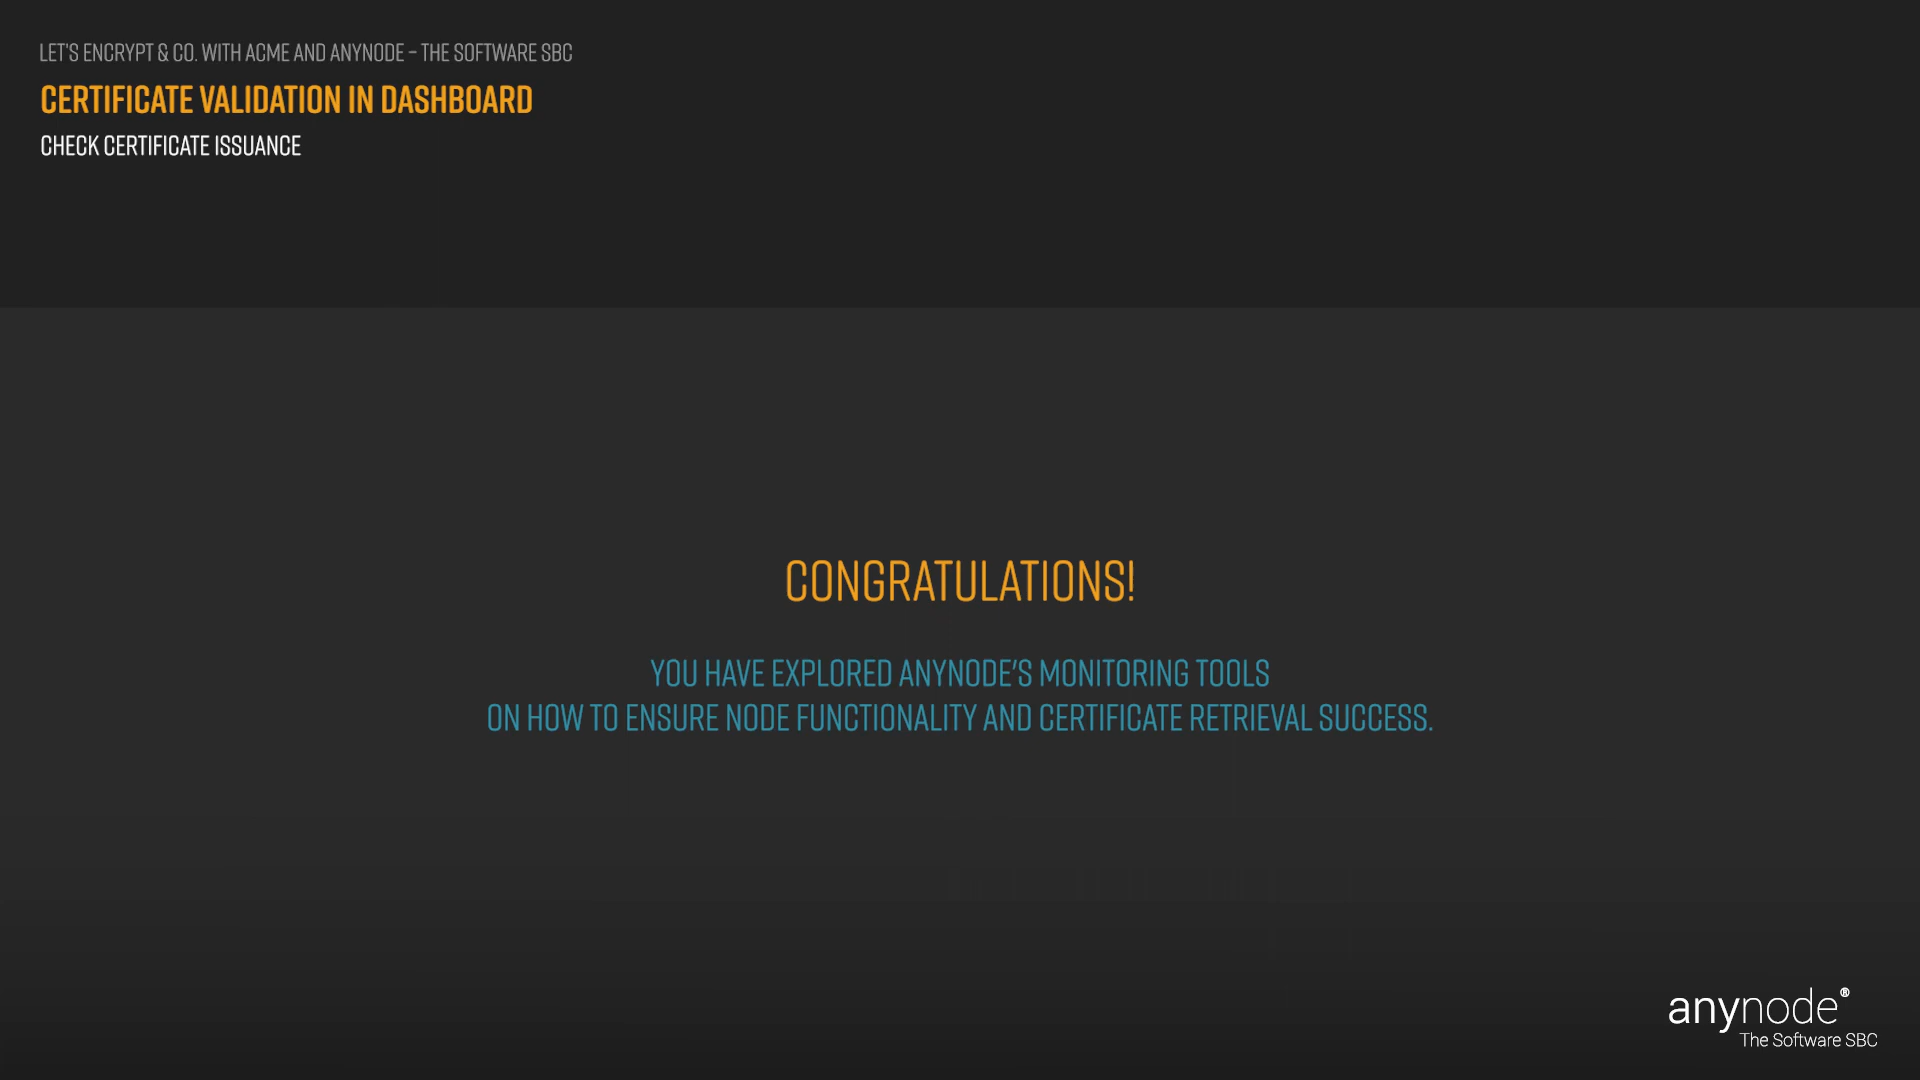 LET'S ENCRYPT & CO. WITH ACME AND ANYNODE – THE SOFTWARE SBC
CERTIFICATE VALIDATION IN DASHBOARD
CHECK CERTIFICATE ISSUANCE
CONGRATULATIONS!
YOU HAVE EXPLORED ANYNODE'S MONITORING TOOLS
ON HOW TO ENSURE NODE FUNCTIONALITY AND CERTIFICATE RETRIEVAL SUCCESS.
anynode®
The Software SBC